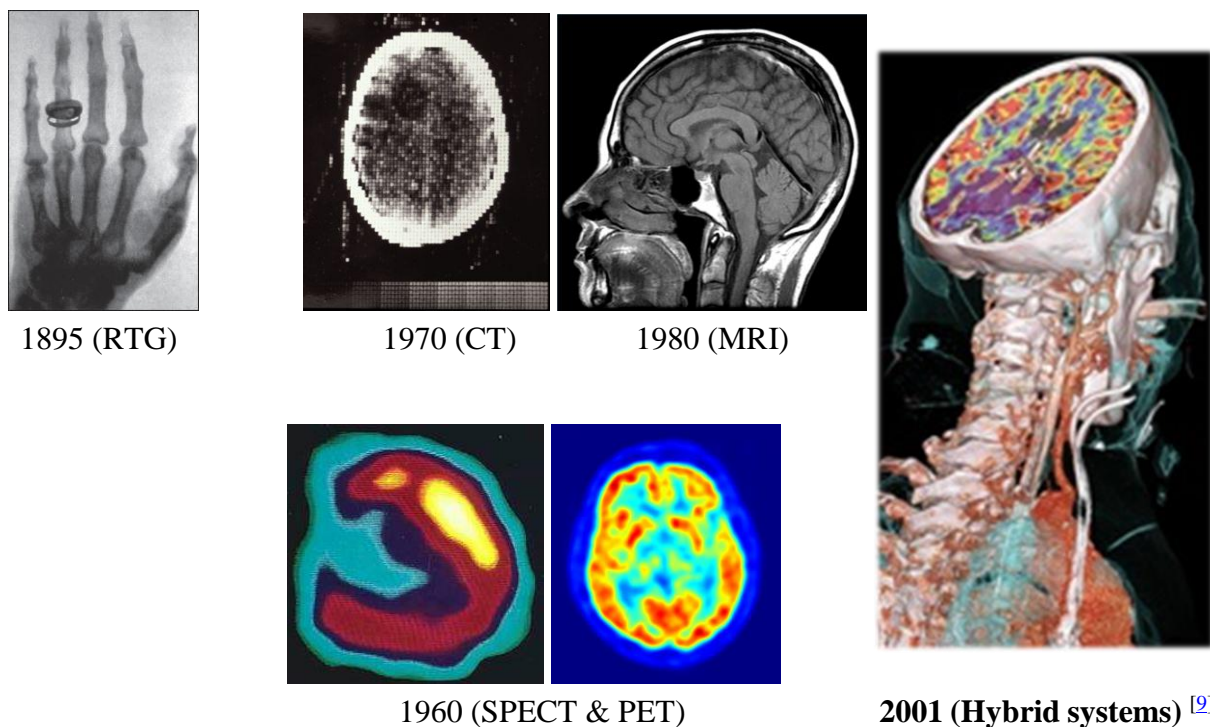 1895 (RTG)
1970 (CT)
1980 (MRI)
1960 (SPECT & PET)
2001 (Hybrid systems) [9]